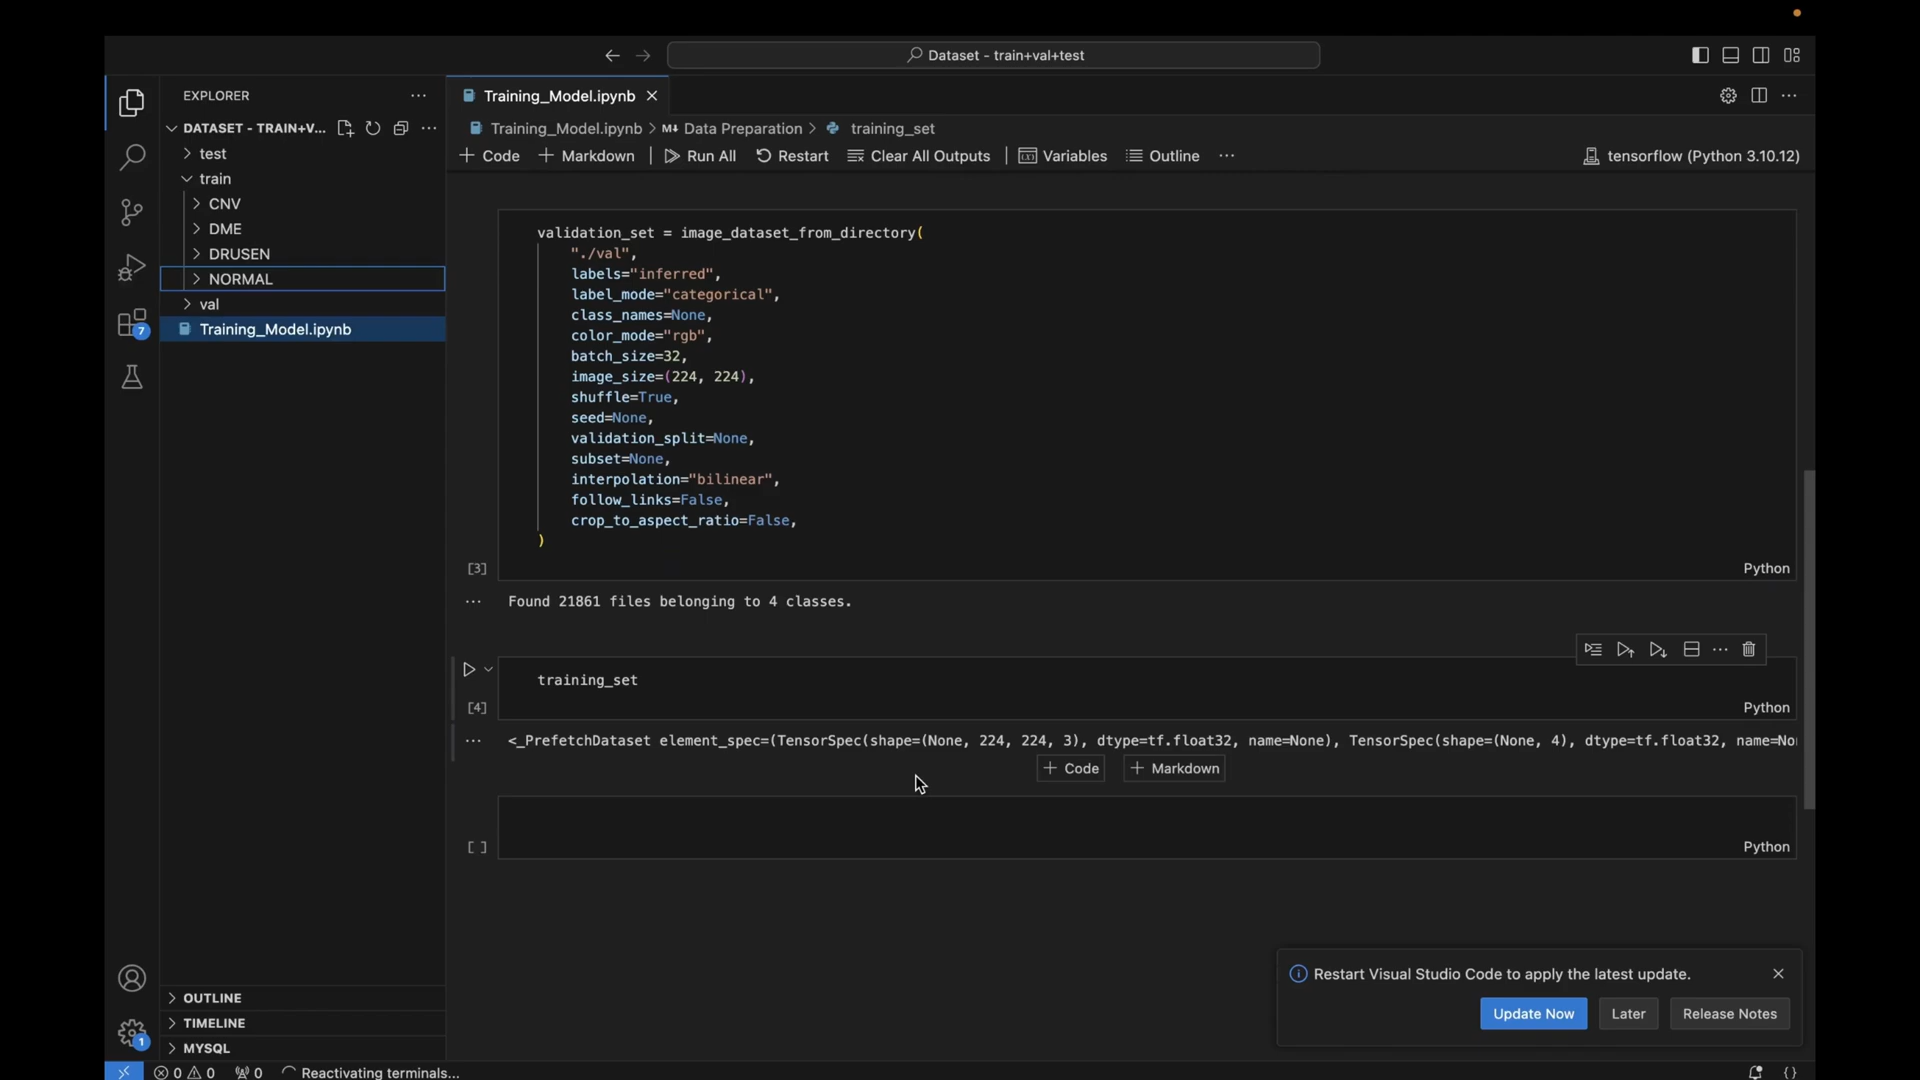 Dataset - train+val+test
EXPLORER
DATASET - TRAIN+V...
test
train
CNV
DME
DRUSEN
NORMAL
val
Training_Model.ipynb
OUTLINE
TIMELINE
MYSQL
Training_Model.ipynb
Training_Model.ipynb > Data Preparation > training_set
+ Code + Markdown | Run All Restart Clear All Outputs | Variables Outline ...
tensorflow (Python 3.10.12)
validation_set = image_dataset_from_directory(
"./val",
labels="inferred",
label_mode="categorical",
class_names=None,
color_mode="rgb",
batch_size=32,
image_size=(224, 224),
shuffle=True,
seed=None,
validation_split=None,
subset=None,
interpolation="bilinear",
follow_links=False,
crop_to_aspect_ratio=False,
)
[3]
Python
Found 21861 files belonging to 4 classes.
training_set
[4]
Python
<_PrefetchDataset element_spec=(TensorSpec(shape=(None, 224, 224, 3), dtype=tf.float32, name=None), TensorSpec(shape=(None, 4), dtype=tf.float32, name=No
+ Code + Markdown
[ ]
Python
Restart Visual Studio Code to apply the latest update.
Update Now Later Release Notes
7
1
0 0 0 Reactivating terminals...